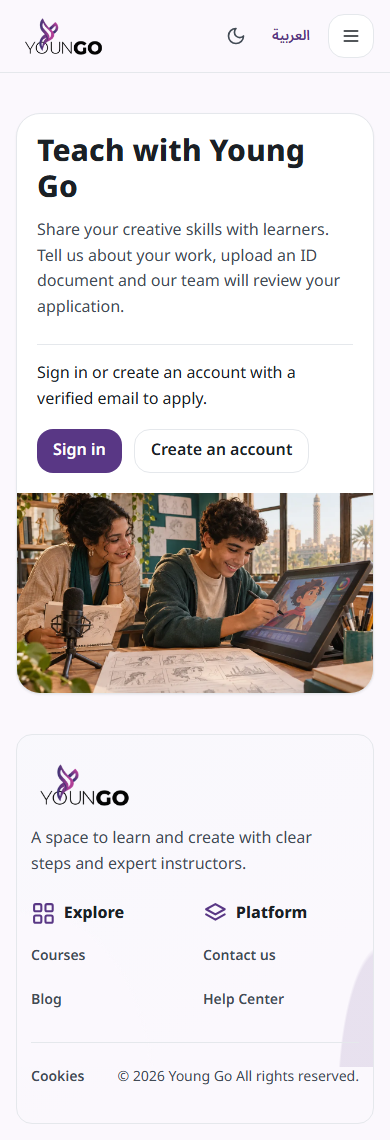 YOUNGO
العربية
Teach with Young
Go
Share your creative skills with learners.
Tell us about your work, upload an ID
document and our team will review your
application.
Sign in or create an account with a
verified email to apply.
Sign in
Create an account
YOUNGO
A space to learn and create with clear
steps and expert instructors.
Explore
Platform
Courses
Contact us
Blog
Help Center
Cookies
© 2026 Young Go All rights reserved.